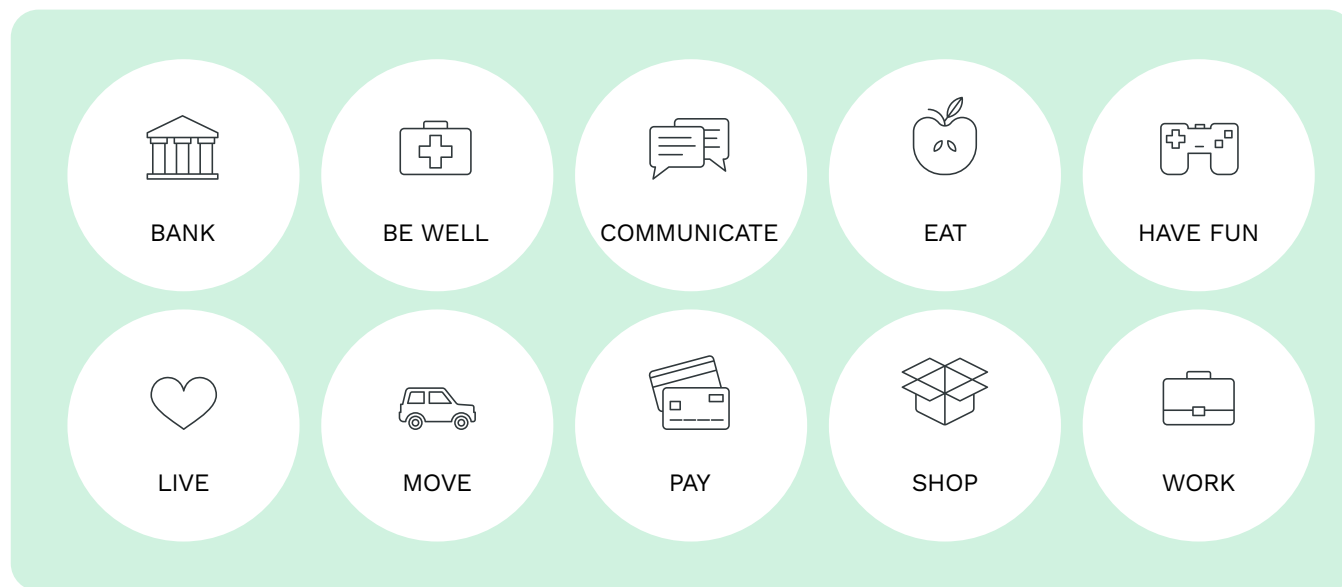 BANK
BE WELL
COMMUNICATE
EAT
HAVE FUN
LIVE
MOVE
PAY
SHOP
WORK